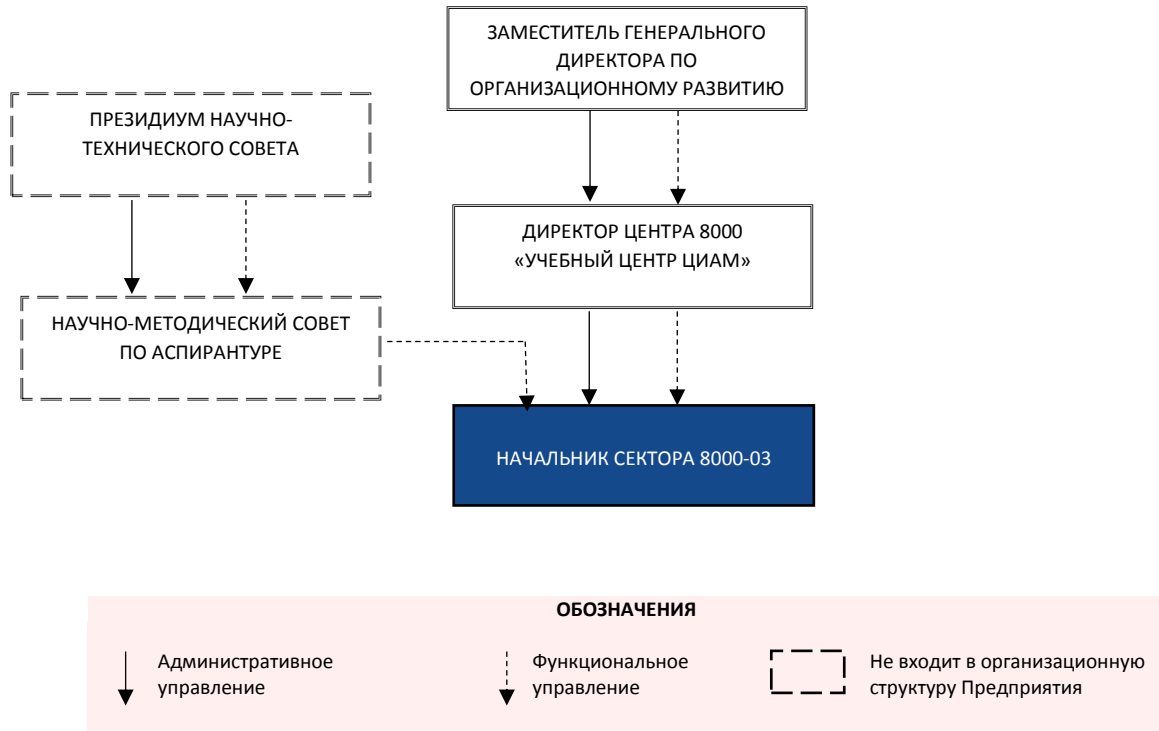 ЗАМЕСТИТЕЛЬ ГЕНЕРАЛЬНОГО
ДИРЕКТОРА ПО
ОРГАНИЗАЦИОННОМУ РАЗВИТИЮ
ПРЕЗИДИУМ НАУЧНО-
ТЕХНИЧЕСКОГО СОВЕТА
ДИРЕКТОР ЦЕНТРА 8000
«УЧЕБНЫЙ ЦЕНТР ЦИАМ»
НАУЧНО-МЕТОДИЧЕСКИЙ СОВЕТ
ПО АСПИРАНТУРЕ
НАЧАЛЬНИК СЕКТОРА 8000-03
ОБОЗНАЧЕНИЯ
Административное
управление
Функциональное
управление
Не входит в организационную
структуру Предприятия